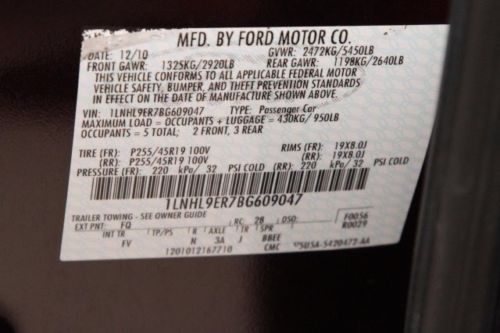 MFD. BY FORD MOTOR CO.
DATE: 12/10 GVWR: 2472KG/5450LB
FRONT GAWR: 1325KG/2920LB REAR GAWR: 1198KG/2640LB
THIS VEHICLE CONFORMS TO ALL APPLICABLE FEDERAL MOTOR
VEHICLE SAFETY, BUMPER, AND THEFT PREVENTION STANDARDS
IN EFFECT ON THE DATE OF MANUFACTURE SHOWN ABOVE.
VIN: 1LNHL9ER7BG609047 TYPE: Passenger Car
MAXIMUM LOAD = OCCUPANTS + LUGGAGE = 430KG/950LB
OCCUPANTS = 5 TOTAL; 2 FRONT, 3 REAR
TIRE (FR): P255/45R19 100V RIMS (FR): 19X8.0J
(RR): P255/45R19 100V (RR): 19X8.0J
PRESSURE (FR): 220 kPa/ 32 PSI COLD (RR): 220 kPa/ 32 PSI COLD
1LNHL9ER7BG609047
TRAILER TOWING - SEE OWNER GUIDE
EXT PNT: FQ RC: 28 DSO: F0056
INT TR TP/PS R AXLE TR SPR R0029
FV N 3A J BBEE
1201012167710 CMC